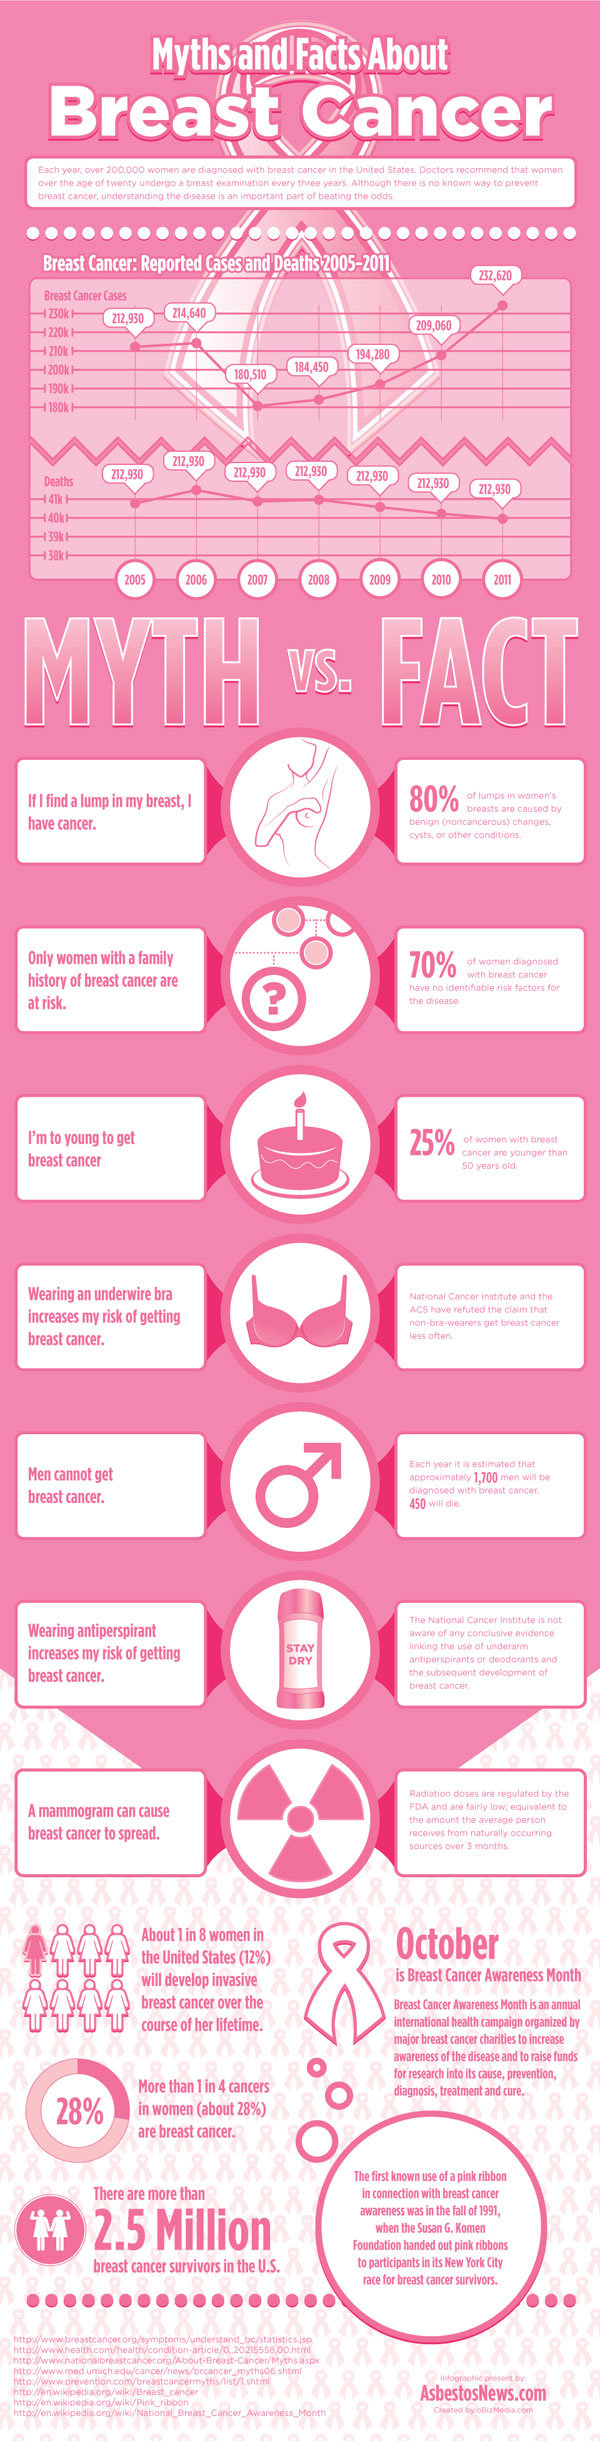 Myths and Facts About
Breast Cancer
Each year, over 200,000 women are diagnosed with breast cancer in the United States. Doctors recommend that women
over the age of twenty undergo a breast examination every three years. Although there is no known way to prevent
breast cancer, understanding the disease is an important part of beating the odds.
Breast Cancer: Reported Cases and Deaths 2005-2011
Breast Cancer Cases
230k
220k
210k
200k
190k
180k
212,930
214,640
180,510
184,450
194,280
209,060
232,620
Deaths
41k
40k
39k
38k
212,930
212,930
212,930
212,930
212,930
212,930
212,930
2005
2006
2007
2008
2009
2010
2011
MYTH vs. FACT
If I find a lump in my breast, I
have cancer.
80% of lumps in women's
breasts are caused by
benign (noncancerous) changes,
cysts, or other conditions.
Only women with a family
history of breast cancer are
at risk.
?
70% of women diagnosed
with breast cancer
have no identifiable risk factors for
the disease.
I'm to young to get
breast cancer
25% of women with breast
cancer are younger than
50 years old.
Wearing an underwire bra
increases my risk of getting
breast cancer.
National Cancer Institute and the
ACS have refuted the claim that
non-bra-wearers get breast cancer
less often.
Men cannot get
breast cancer.
Each year it is estimated that
approximately 1,700 men will be
diagnosed with breast cancer.
450 will die.
Wearing antiperspirant
increases my risk of getting
breast cancer.
STAY
DRY
The National Cancer Institute is not
aware of any conclusive evidence
linking the use of underarm
antiperspirants or deodorants and
the subsequent development of
breast cancer.
A mammogram can cause
breast cancer to spread.
Radiation doses are regulated by the
FDA and are fairly low; equivalent to
the amount the average person
receives from naturally occurring
sources over 3 months.
About 1 in 8 women in
the United States (12%)
will develop invasive
breast cancer over the
course of her lifetime.
28%
More than 1 in 4 cancers
in women (about 28%)
are breast cancer.
There are more than
2.5 Million
breast cancer survivors in the U.S.
October
is Breast Cancer Awareness Month
Breast Cancer Awareness Month is an annual
international health campaign organized by
major breast cancer charities to increase
awareness of the disease and to raise funds
for research into its cause, prevention,
diagnosis, treatment and cure.
The first known use of a pink ribbon
in connection with breast cancer
awareness was in the fall of 1991,
when the Susan G. Komen
Foundation handed out pink ribbons
to participants in its New York City
race for breast cancer survivors.
http://www.breastcancer.org/symptoms/understand_bc/statistics.jsp
http://www.health.com/health/condition-article/0,,20215558,00.html
http://www.nationalbreastcancer.org/About-Breast-Cancer/Myths.aspx
http://www.med.umich.edu/cancer/news/brcancer_myths06.shtml
http://www.prevention.com/breastcancermyths/list/1.shtml
http://en.wikipedia.org/wiki/Breast_cancer
http://en.wikipedia.org/wiki/Pink_ribbon
http://en.wikipedia.org/wiki/National_Breast_Cancer_Awareness_Month
Infographic present by:
AsbestosNews.com
Created by oBizMedia.com